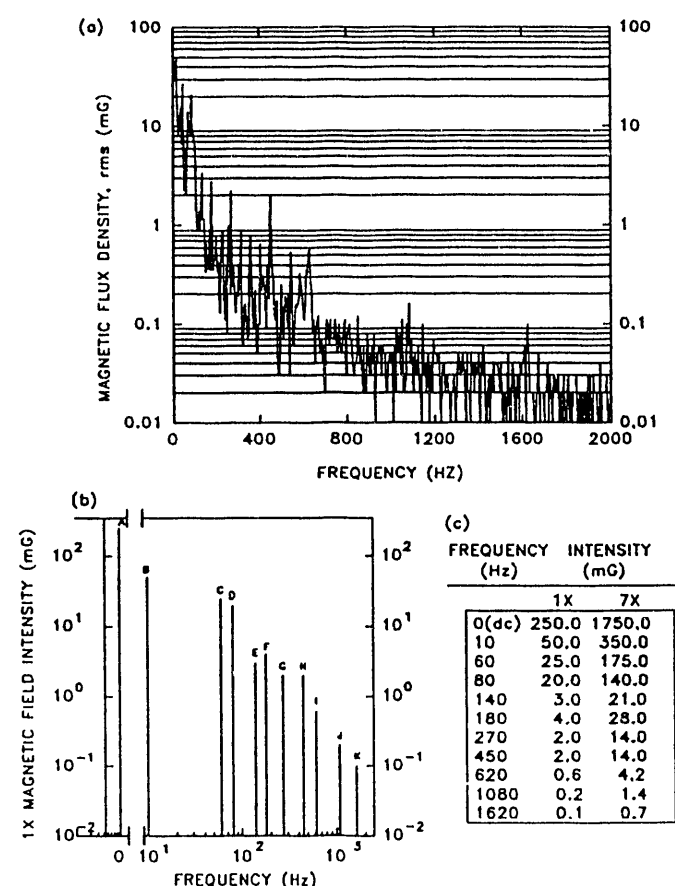 (a)
100
100
10
10
1
1
0.1
0.1
0.01
0.01
MAGNETIC FLUX DENSITY, rms (mG)
0 400 800 1200 1600 2000
FREQUENCY (HZ)
(b)
1X MAGNETIC FIELD INTENSITY (mG)
10² 10²
10¹ 10¹
10⁰ 10⁰
10⁻¹ 10⁻¹
10⁻² 10⁻²
A
B
C D
E F
G H
I
J
K
0 10¹ 10² 10³
FREQUENCY (Hz)
(c)
FREQUENCY INTENSITY
(Hz) (mG)
1X 7X
0(dc) 250.0 1750.0
10 50.0 350.0
60 25.0 175.0
80 20.0 140.0
140 3.0 21.0
180 4.0 28.0
270 2.0 14.0
450 2.0 14.0
620 0.6 4.2
1080 0.2 1.4
1620 0.1 0.7